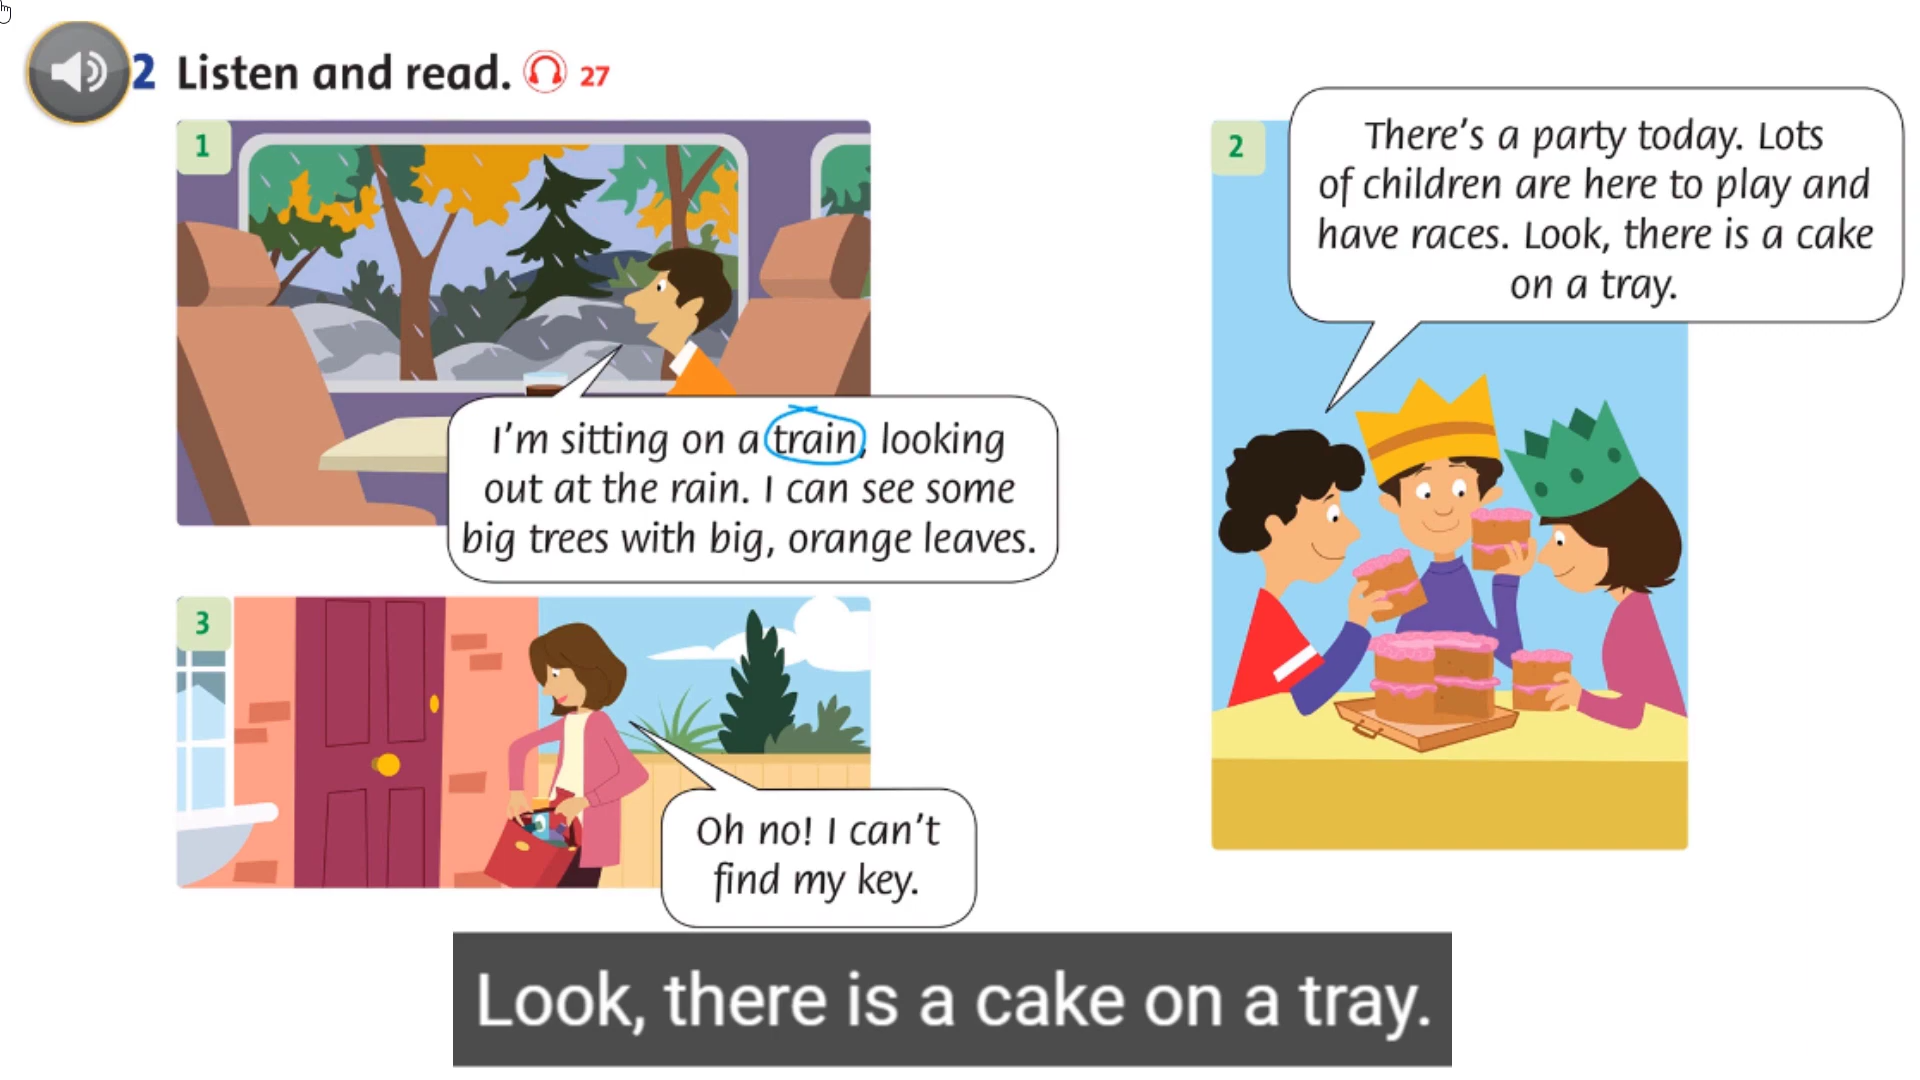 2 Listen and read. 27
1
I'm sitting on a train, looking
out at the rain. I can see some
big trees with big, orange leaves.
2
There's a party today. Lots
of children are here to play and
have races. Look, there is a cake
on a tray.
3
Oh no! I can't
find my key.
Look, there is a cake on a tray.